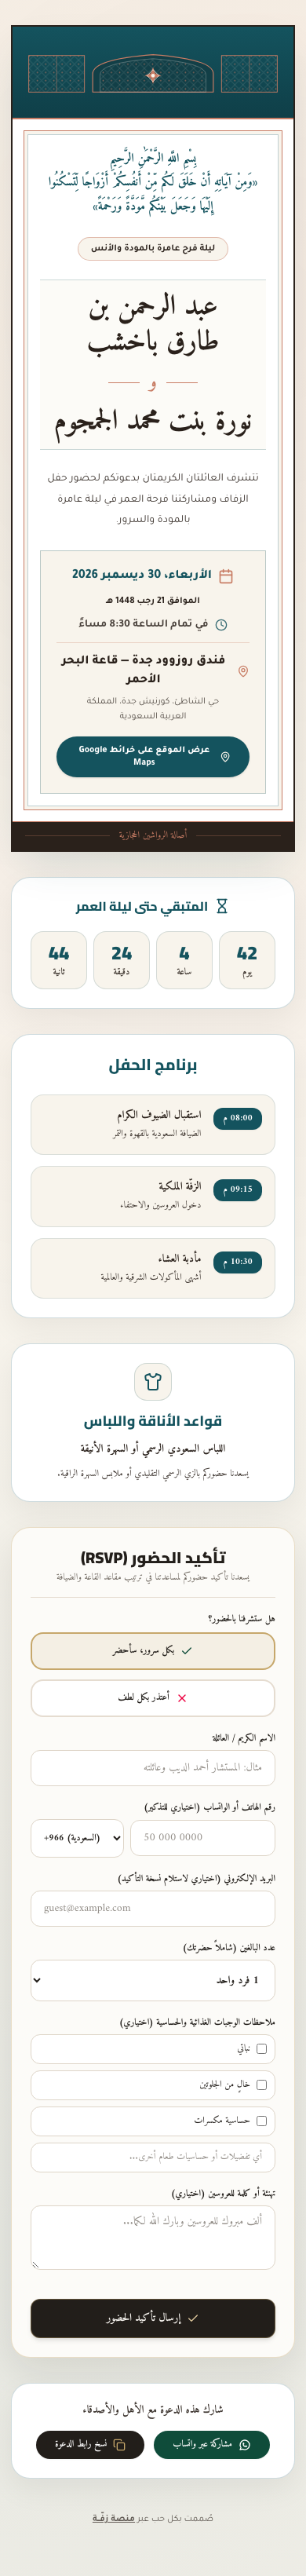 بِسْمِ اللَّهِ الرَّحْمَٰنِ الرَّحِيمِ
«وَمِنْ آيَاتِهِ أَنْ خَلَقَ لَكُم مِّنْ أَنفُسِكُمْ أَزْوَاجًا لِّتَسْكُنُوا
إِلَيْهَا وَجَعَلَ بَيْنَكُم مَّوَدَّةً وَرَحْمَةً»
ليلة فرح عامرة بالمودة والأنس
عبد الرحمن بن
طارق باخشب
و
نورة بنت محمد الجمجوم
تتشرف العائلتان الكريمتان بدعوتكم لحضور حفل
الزفاف ومشاركتنا فرحة العمر في ليلة عامرة
بالمودة والسرور.
الأربعاء، 30 ديسمبر 2026
الموافق 21 رجب 1448 هـ
في تمام الساعة 8:30 مساءً
فندق روزوود جدة – قاعة البحر
الأحمر
حي الشاطئ، كورنيش جدة، المملكة
العربية السعودية
عرض الموقع على خرائط Google
Maps
أصالة الرواشين الحجازية
المتبقي حتى ليلة العمر
42
يوم
4
ساعة
24
دقيقة
44
ثانية
برنامج الحفل
08:00 م
استقبال الضيوف الكرام
الضيافة السعودية بالقهوة والتمر
09:15 م
الزفّة الملكية
دخول العروسين والاحتفاء
10:30 م
مأدبة العشاء
أشهى المأكولات الشرقية والعالمية
قواعد الأناقة واللباس
اللباس السعودي الرسمي أو السهرة الأنيقة
يسعدنا حضوركم بالزي الرسمي التقليدي أو ملابس السهرة الراقية.
تأكيد الحضور (RSVP)
يسعدنا تأكيد حضوركم لمساعدتنا في ترتيب مقاعد القاعة والضيافة
هل ستشرفنا بالحضور؟
بكل سرور، سأحضر
أعتذر بكل لطف
الاسم الكريم / العائلة
مثال: المستشار أحمد الديب وعائلته
رقم الهاتف أو الواتساب (اختياري للتذكير)
50 000 0000
(السعودية) 966+
البريد الإلكتروني (اختياري لاستلام نسخة التأكيد)
guest@example.com
عدد البالغين (شاملاً حضرتك)
1 فرد واحد
ملاحظات الوجبات الغذائية والحساسية (اختياري)
نباتي
خالٍ من الجلوتين
حساسية مكسرات
أي تفضيلات أو حساسيات طعام أخرى...
تهنئة أو كلمة للعروسين (اختياري)
ألف مبروك للعروسين وبارك الله لكما...
إرسال تأكيد الحضور
شارك هذه الدعوة مع الأهل والأصدقاء
مشاركة عبر واتساب
نسخ رابط الدعوة
صُممت بكل حب عبر منصة زفّة